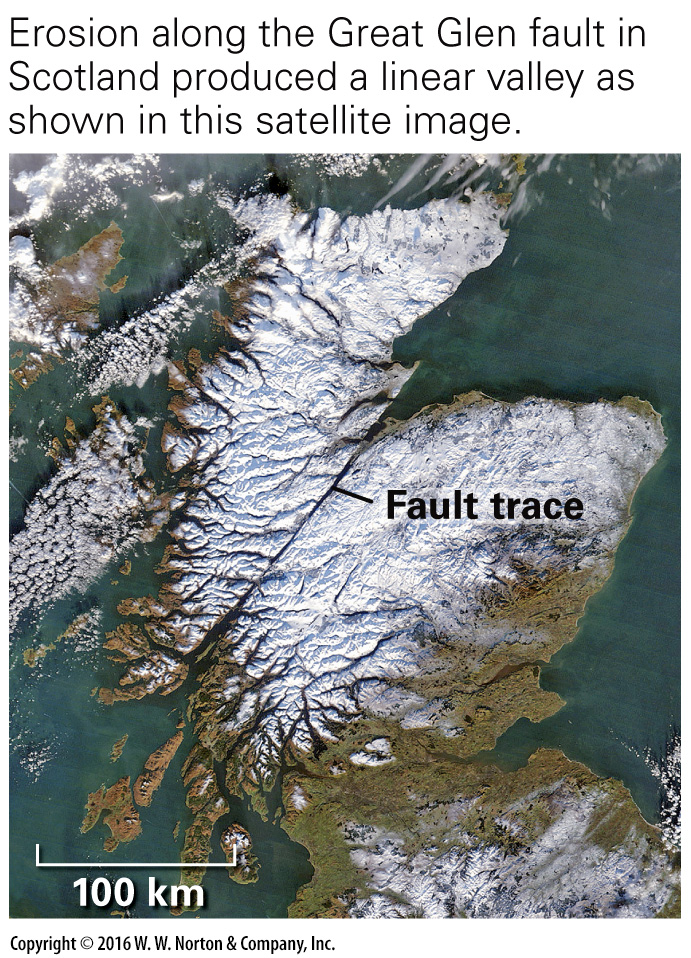 Erosion along the Great Glen fault in
Scotland produced a linear valley as
shown in this satellite image.
Fault trace
100 km
Copyright © 2016 W. W. Norton & Company, Inc.